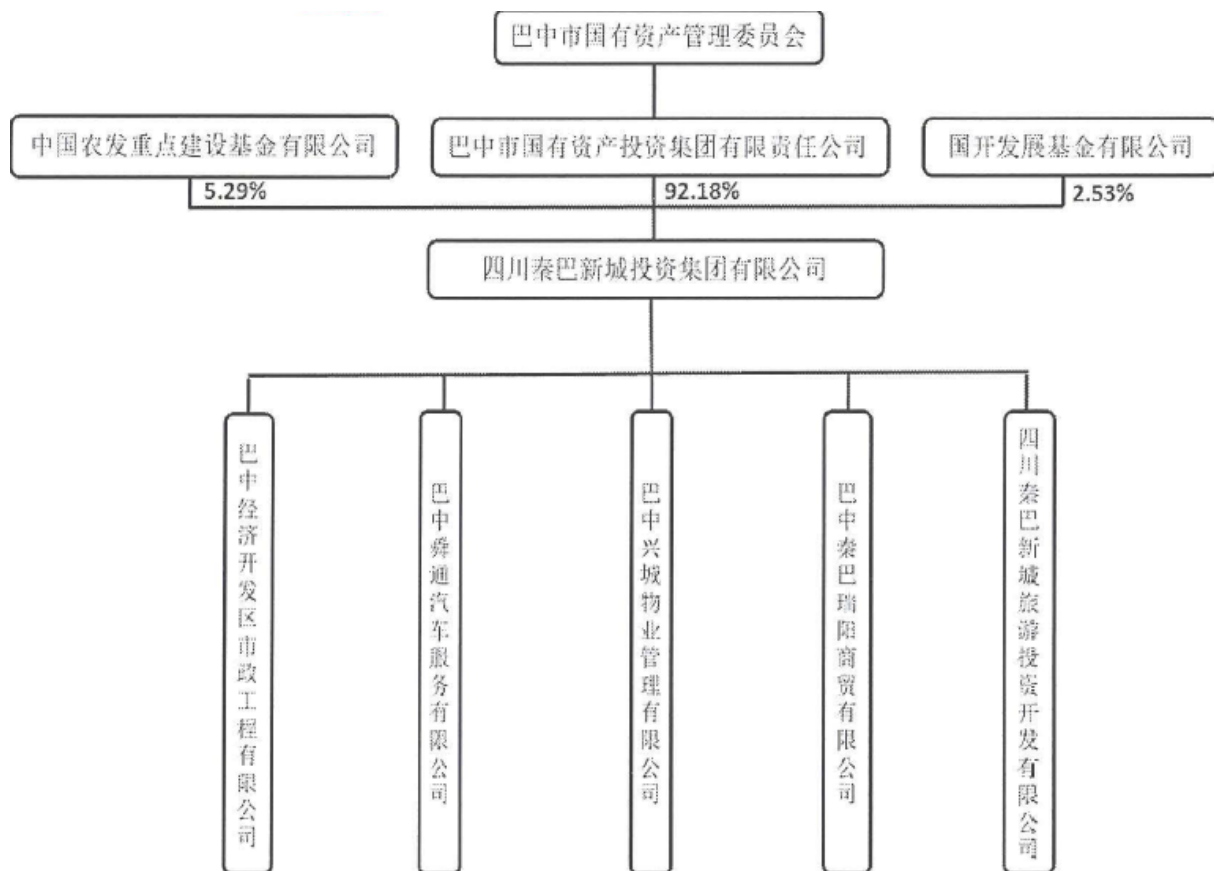 巴中市国有资产管理委员会
中国农发重点建设基金有限公司
巴中市国有资产投资集团有限责任公司
国开发展基金有限公司
5.29%
92.18%
2.53%
四川秦巴新城投资集团有限公司
巴中经济开发区市政工程有限公司
巴中舜通汽车服务有限公司
巴中兴城物业管理有限公司
巴中秦巴瑞阳商贸有限公司
四川秦巴新城旅游投资开发有限公司